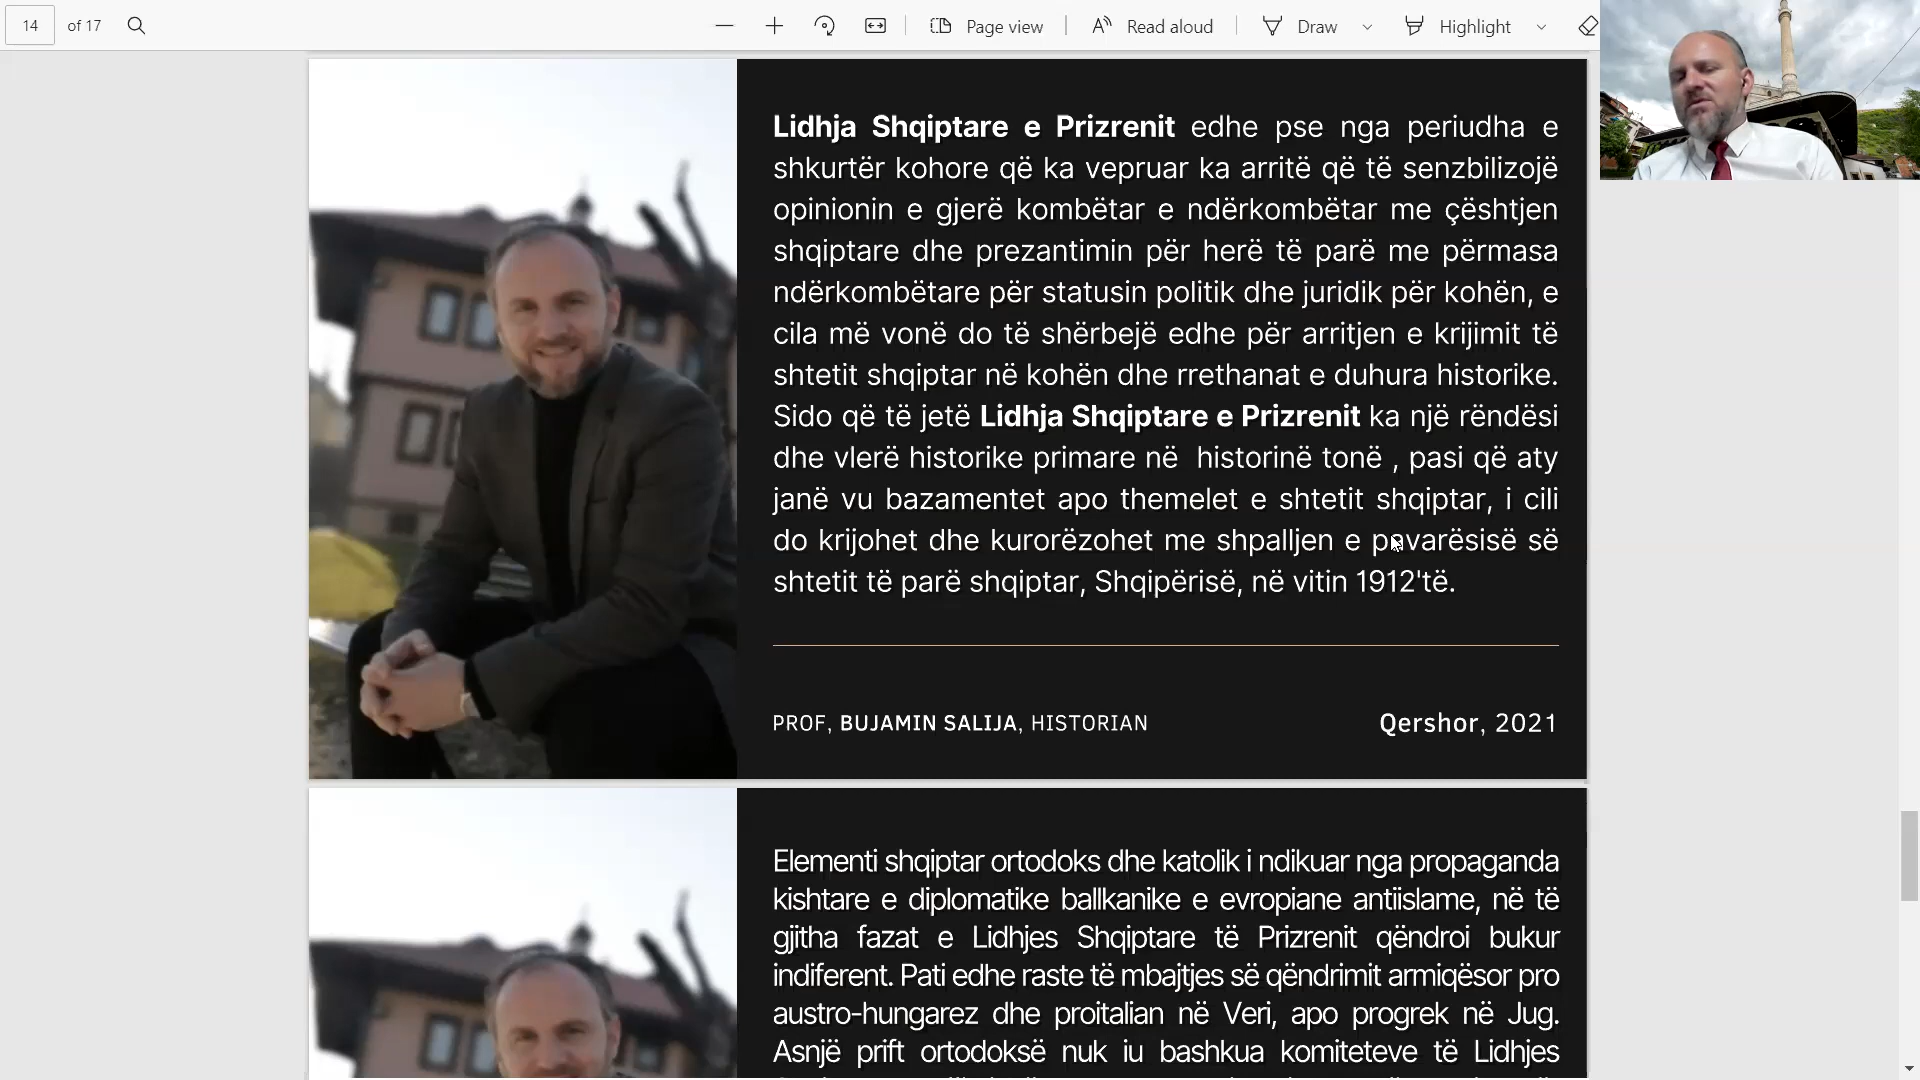 14 of 17 Page view Read aloud Draw Highlight
Lidhja Shqiptare e Prizrenit edhe pse nga periudha e
shkurtër kohore që ka vepruar ka arritë që të senzbilizojë
opinionin e gjerë kombëtar e ndërkombëtar me çështjen
shqiptare dhe prezantimin për herë të parë me përmasa
ndërkombëtare për statusin politik dhe juridik për kohën, e
cila më vonë do të shërbejë edhe për arritjen e krijimit të
shtetit shqiptar në kohën dhe rrethanat e duhura historike.
Sido që të jetë Lidhja Shqiptare e Prizrenit ka një rëndësi
dhe vlerë historike primare në historinë tonë , pasi që aty
janë vu bazamentet apo themelet e shtetit shqiptar, i cili
do krijohet dhe kurorëzohet me shpalljen e pavarësisë së
shtetit të parë shqiptar, Shqipërisë, në vitin 1912'të.
PROF, BUJAMIN SALIJA, HISTORIAN
Qershor, 2021
Elementi shqiptar ortodoks dhe katolik i ndikuar nga propaganda
kishtare e diplomatike ballkanike e evropiane antiislame, në të
gjitha fazat e Lidhjes Shqiptare të Prizrenit qëndroi bukur
indiferent. Pati edhe raste të mbajtjes së qëndrimit armiqësor pro
austro-hungarez dhe proitalian në Veri, apo progrek në Jug.
Asnjë prift ortodoksë nuk iu bashkua komiteteve të Lidhjes